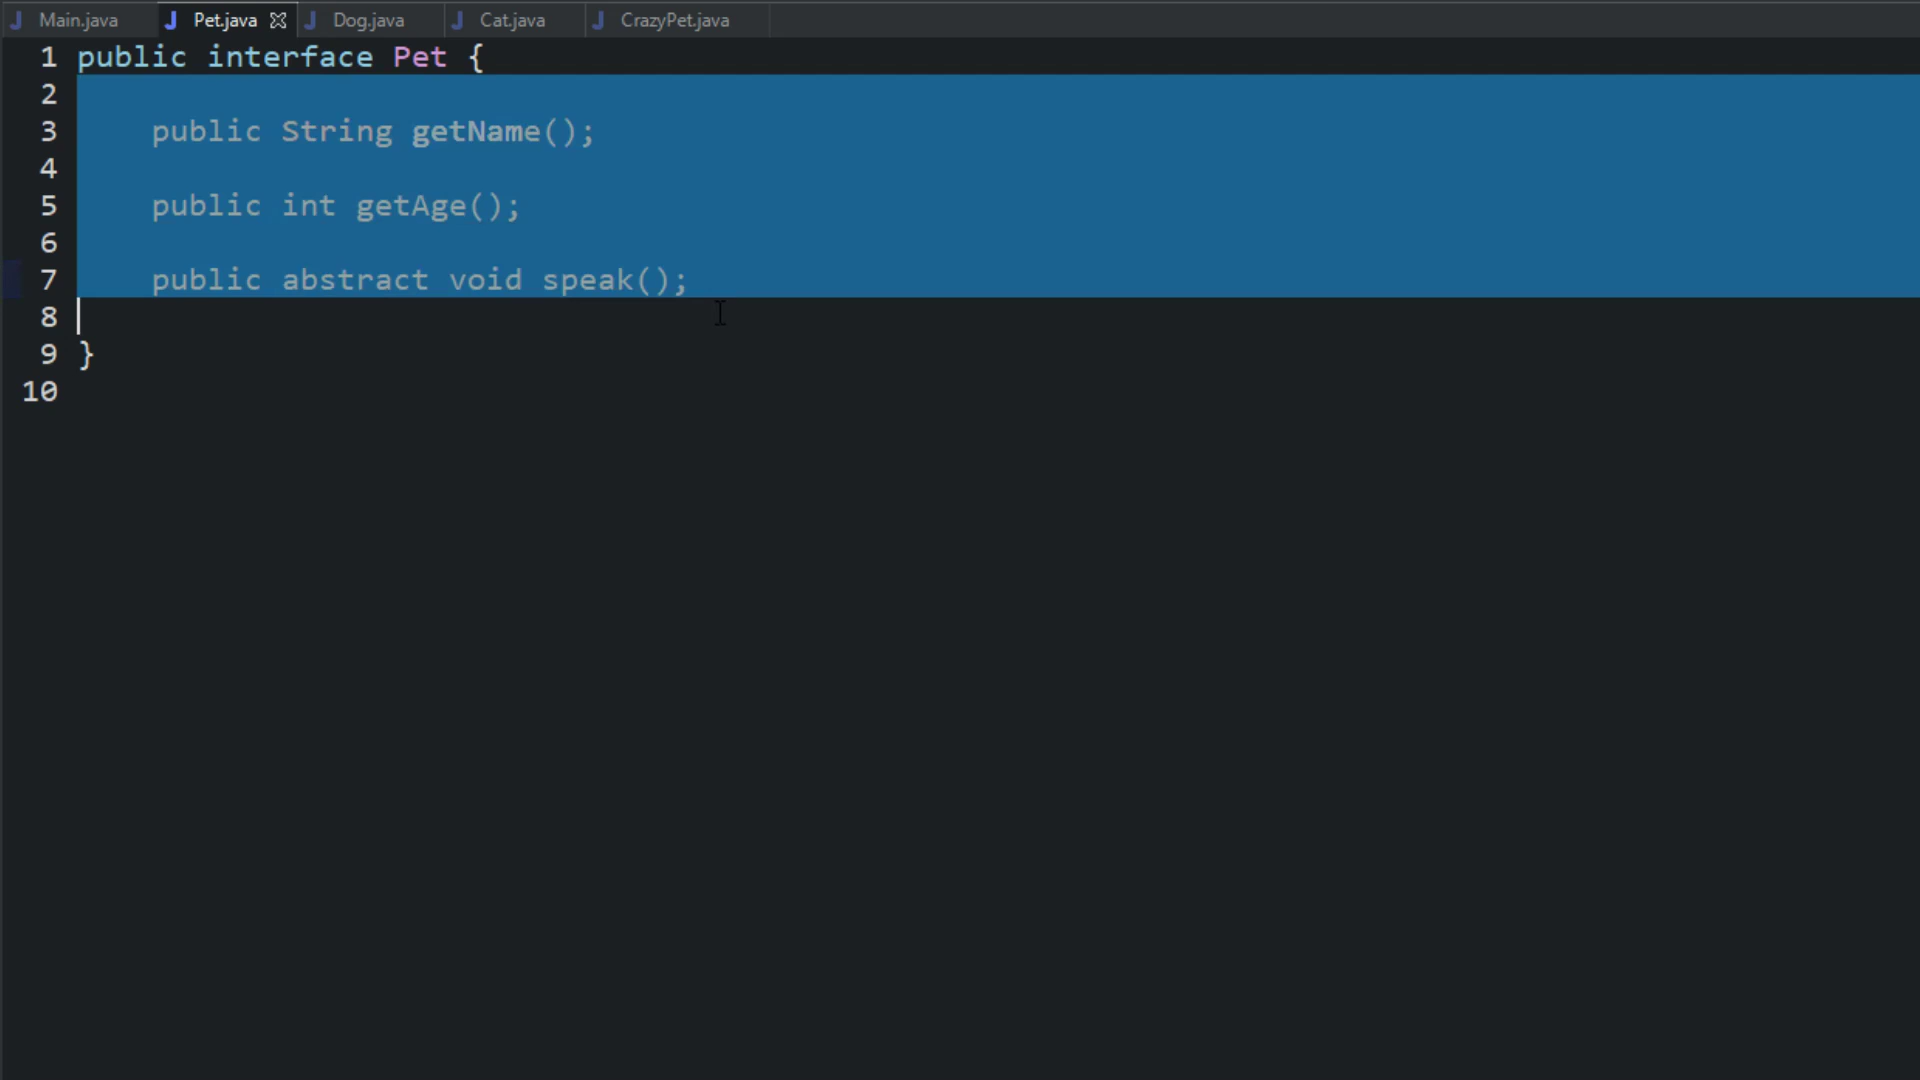 Main.java Pet.java Dog.java Cat.java CrazyPet.java
1 public interface Pet {
2
3 public String getName();
4
5 public int getAge();
6
7 public abstract void speak();
8
9 }
10